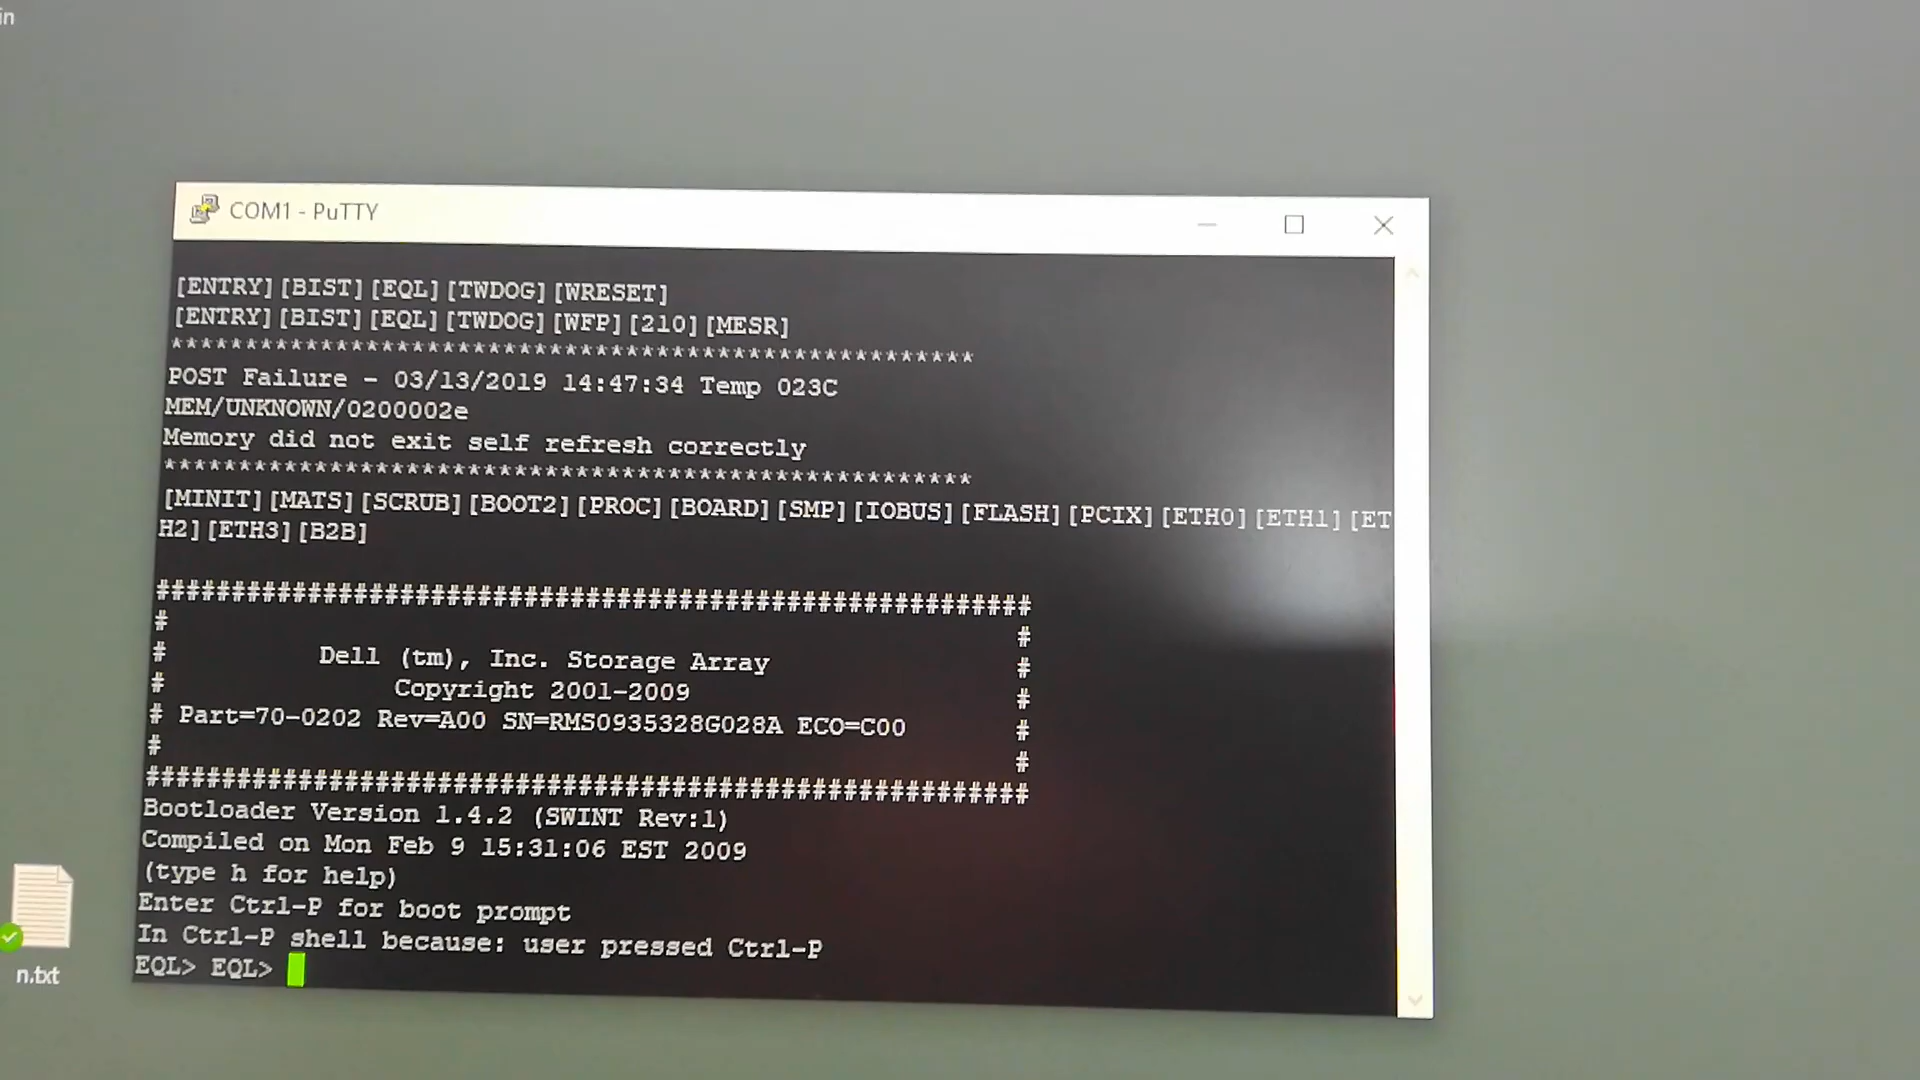 in
COM1 - PuTTY
[ENTRY][BIST][EQL][TWDOG][WRESET]
[ENTRY][BIST][EQL][TWDOG][WFP][210][MESR]
*****************************************************
POST Failure - 03/13/2019 14:47:34 Temp 023C
MEM/UNKNOWN/0200002e
Memory did not exit self refresh correctly
*****************************************************
[MINIT][MATS][SCRUB][BOOT2][PROC][BOARD][SMP][IOBUS][FLASH][PCIX][ETH0][ETH1][ET
H2][ETH3][B2B]
#########################################################
# #
# Dell (tm), Inc. Storage Array #
# Copyright 2001-2009 #
# Part=70-0202 Rev=A00 SN=RMS0935328G028A ECO=C00 #
# #
#########################################################
Bootloader Version 1.4.2 (SWINT Rev:1)
Compiled on Mon Feb 9 15:31:06 EST 2009
(type h for help)
Enter Ctrl-P for boot prompt
In Ctrl-P shell because: user pressed Ctrl-P
EQL> EQL>
n.txt